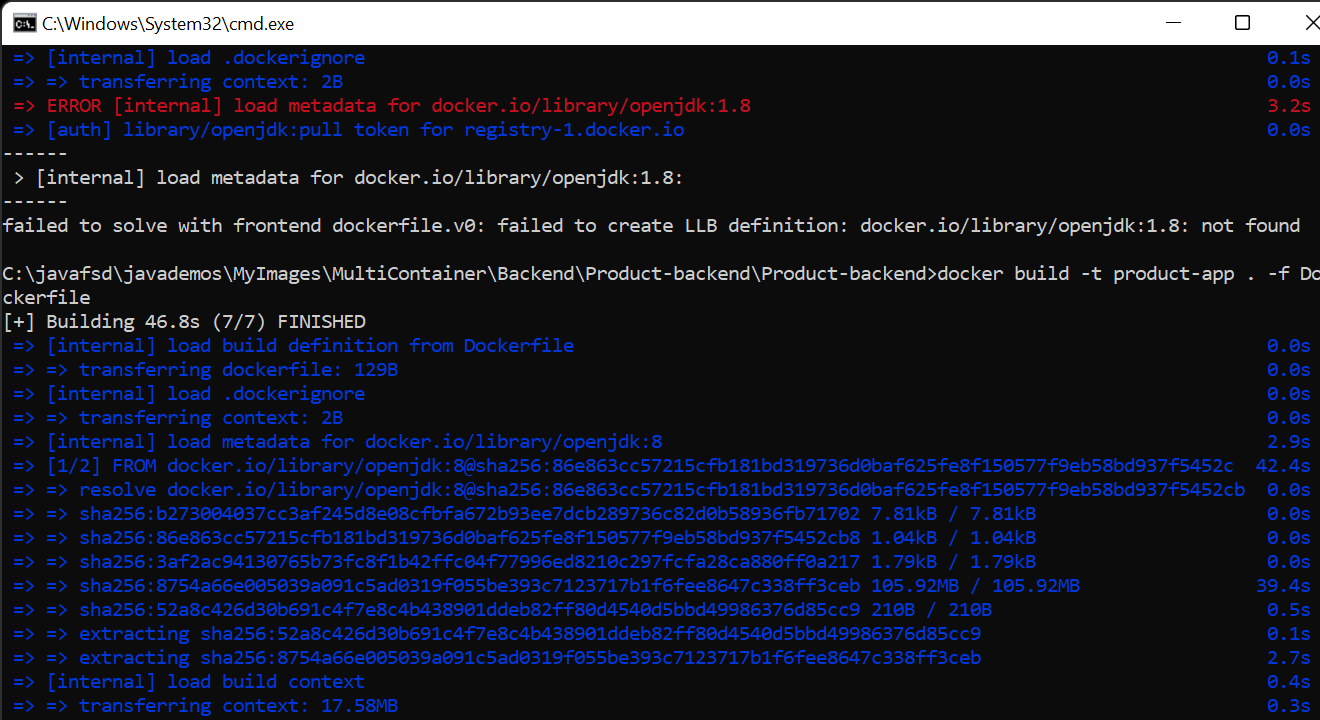 C:\Windows\System32\cmd.exe
=> [internal] load .dockerignore 0.1s
=> => transferring context: 2B 0.0s
=> ERROR [internal] load metadata for docker.io/library/openjdk:1.8 3.2s
=> [auth] library/openjdk:pull token for registry-1.docker.io 0.0s
------
> [internal] load metadata for docker.io/library/openjdk:1.8:
------
failed to solve with frontend dockerfile.v0: failed to create LLB definition: docker.io/library/openjdk:1.8: not found
C:\javafsd\javademos\MyImages\MultiContainer\Backend\Product-backend\Product-backend>docker build -t product-app . -f Do
ckerfile
[+] Building 46.8s (7/7) FINISHED
=> [internal] load build definition from Dockerfile 0.0s
=> => transferring dockerfile: 129B 0.0s
=> [internal] load .dockerignore 0.0s
=> => transferring context: 2B 0.0s
=> [internal] load metadata for docker.io/library/openjdk:8 2.9s
=> [1/2] FROM docker.io/library/openjdk:8@sha256:86e863cc57215cfb181bd319736d0baf625fe8f150577f9eb58bd937f5452c 42.4s
=> => resolve docker.io/library/openjdk:8@sha256:86e863cc57215cfb181bd319736d0baf625fe8f150577f9eb58bd937f5452cb 0.0s
=> => sha256:b273004037cc3af245d8e08cfbfa672b93ee7dcb289736c82d0b58936fb71702 7.81kB / 7.81kB 0.0s
=> => sha256:86e863cc57215cfb181bd319736d0baf625fe8f150577f9eb58bd937f5452cb8 1.04kB / 1.04kB 0.0s
=> => sha256:3af2ac94130765b73fc8f1b42ffc04f77996ed8210c297fcfa28ca880ff0a217 1.79kB / 1.79kB 0.0s
=> => sha256:8754a66e005039a091c5ad0319f055be393c7123717b1f6fee8647c338ff3ceb 105.92MB / 105.92MB 39.4s
=> => sha256:52a8c426d30b691c4f7e8c4b438901ddeb82ff80d4540d5bbd49986376d85cc9 210B / 210B 0.5s
=> => extracting sha256:52a8c426d30b691c4f7e8c4b438901ddeb82ff80d4540d5bbd49986376d85cc9 0.1s
=> => extracting sha256:8754a66e005039a091c5ad0319f055be393c7123717b1f6fee8647c338ff3ceb 2.7s
=> [internal] load build context 0.4s
=> => transferring context: 17.58MB 0.3s